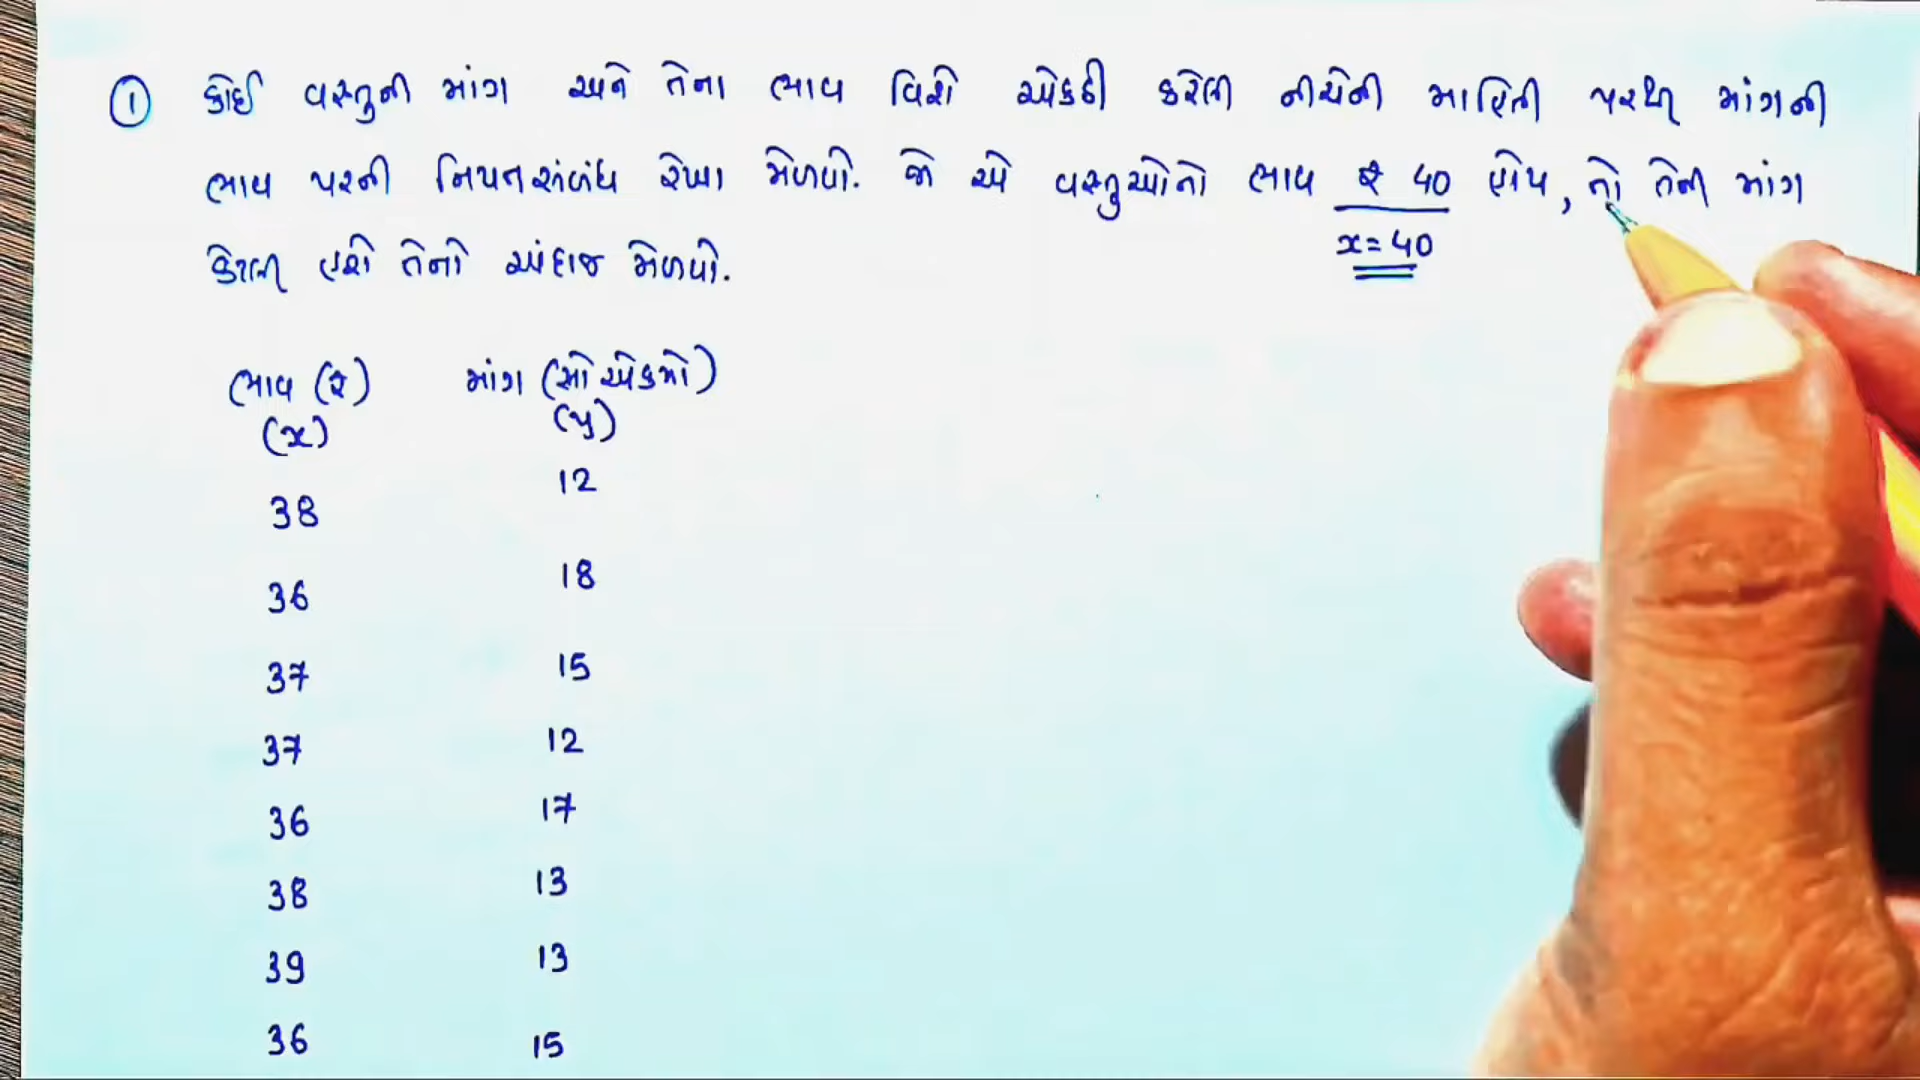 ① કોઈ વસ્તુની માંગ અને તેના ભાવ વિશે એકઠી કરેલી નીચેની માહિતી પરથી માંગની
ભાવ પરની નિયતસંબંધ રેખા મેળવો. જો એ વસ્તુઓનો ભાવ ₹ 40 હોય, તો તેની માંગ
x = 40
કેટલી હશે તેનો અંદાજ મેળવો.
ભાવ (₹) માંગ (સો એકમો)
(x) (y)
38 12
36 18
37 15
37 12
36 17
38 13
39 13
36 15